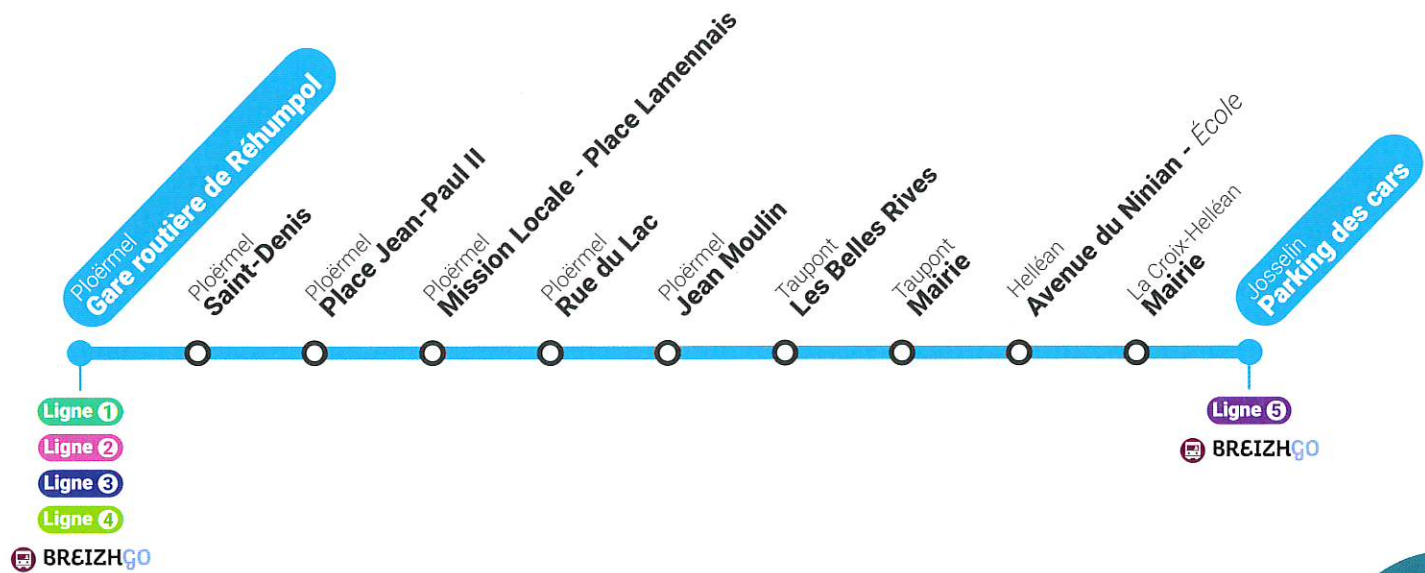 Ploërmel
Gare routière de Réhumpol
Ploërmel
Saint-Denis
Ploërmel
Place Jean-Paul II
Ploërmel
Mission Locale - Place Lamennais
Ploërmel
Rue du Lac
Ploërmel
Jean Moulin
Taupont
Les Belles Rives
Taupont
Mairie
Helléan
Avenue du Ninian - École
La Croix-Helléan
Mairie
Josselin
Parking des cars
Ligne 1
Ligne 2
Ligne 3
Ligne 4
BREIZHGO
Ligne 5
BREIZHGO